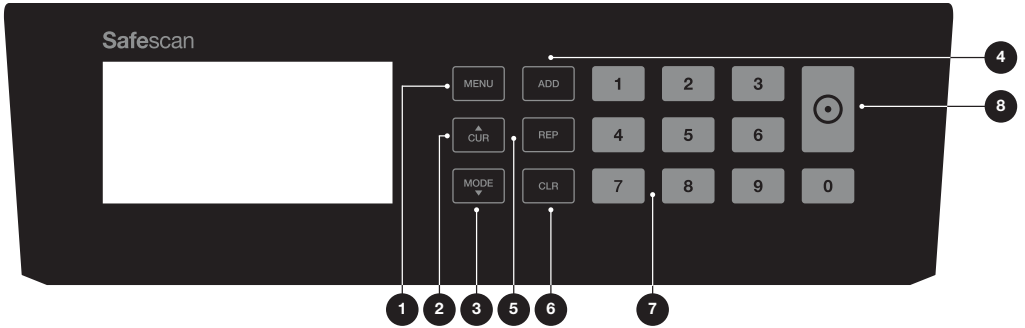 Safescan
MENU ADD 1 2 3
4
8
CUR REP 4 5 6
MODE CLR 7 8 9 0
1 2 3 5 6 7